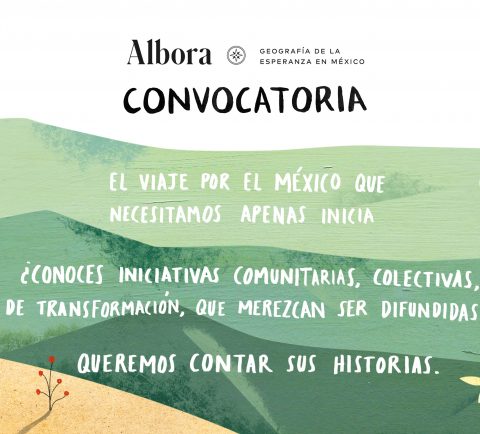 Albora GEOGRAFÍA DE LA
ESPERANZA EN MÉXICO
CONVOCATORIA
EL VIAJE POR EL MÉXICO QUE
NECESITAMOS APENAS INICIA
¿CONOCES INICIATIVAS COMUNITARIAS, COLECTIVAS,
DE TRANSFORMACIÓN, QUE MEREZCAN SER DIFUNDIDAS
QUEREMOS CONTAR SUS HISTORIAS.